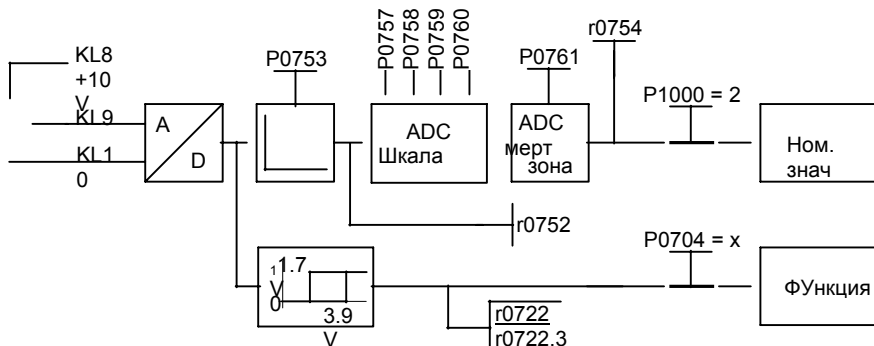 KL8
+10
V
KL9
KL1
0
A
D
P0753
P0757
P0758
P0759
P0760
ADC
Шкала
P0761
ADC
мерт
зона
r0754
P1000 = 2
Ном.
знач
r0752
1
1.7
V
0
3.9
V
r0722
r0722.3
P0704 = x
ФУнкция